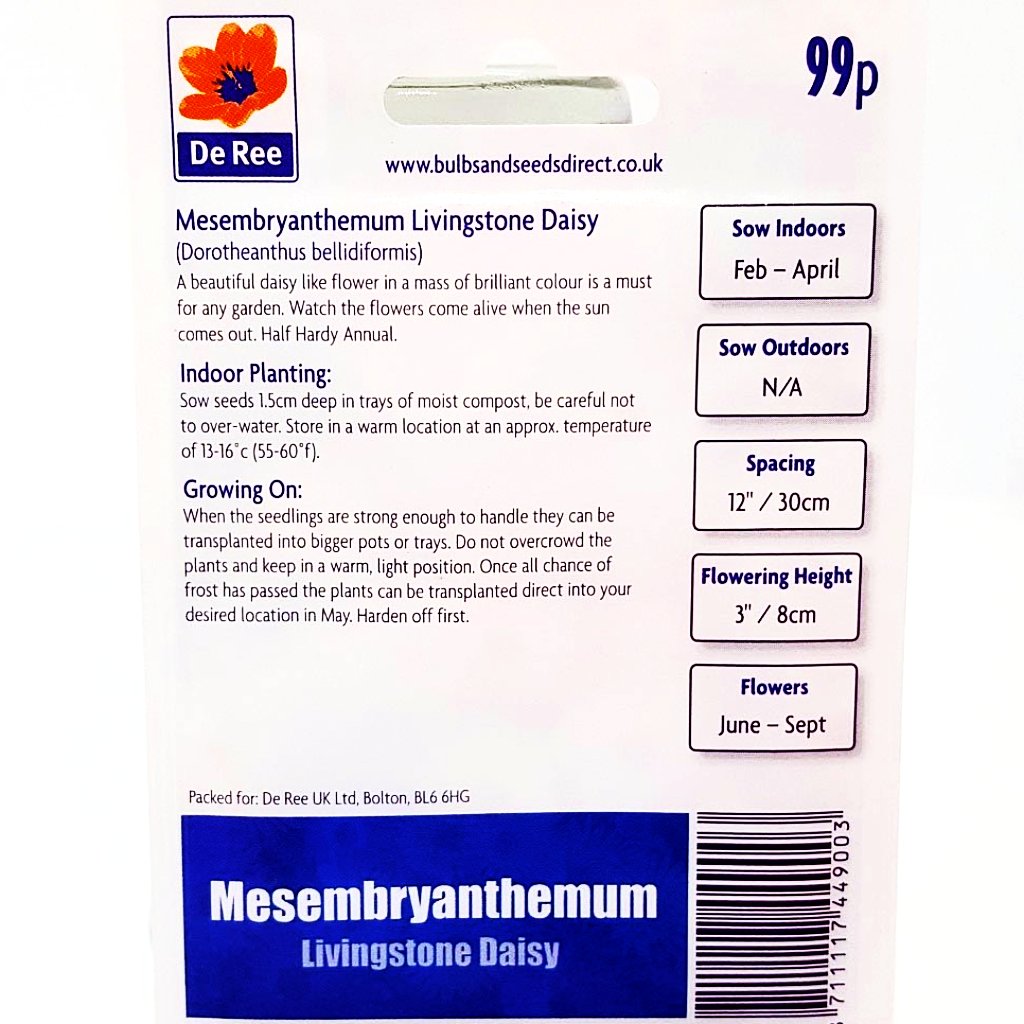 De Ree
99p
www.bulbsandseedsdirect.co.uk
Mesembryanthemum Livingstone Daisy
(Dorotheanthus bellidiformis)
A beautiful daisy like flower in a mass of brilliant colour is a must
for any garden. Watch the flowers come alive when the sun
comes out. Half Hardy Annual.
Indoor Planting:
Sow seeds 1.5cm deep in trays of moist compost, be careful not
to over-water. Store in a warm location at an approx. temperature
of 13-16°c (55-60°f).
Growing On:
When the seedlings are strong enough to handle they can be
transplanted into bigger pots or trays. Do not overcrowd the
plants and keep in a warm, light position. Once all chance of
frost has passed the plants can be transplanted direct into your
desired location in May. Harden off first.
Sow Indoors
Feb – April
Sow Outdoors
N/A
Spacing
12" / 30cm
Flowering Height
3" / 8cm
Flowers
June – Sept
Packed for: De Ree UK Ltd, Bolton, BL6 6HG
Mesembryanthemum
Livingstone Daisy
711117 449003